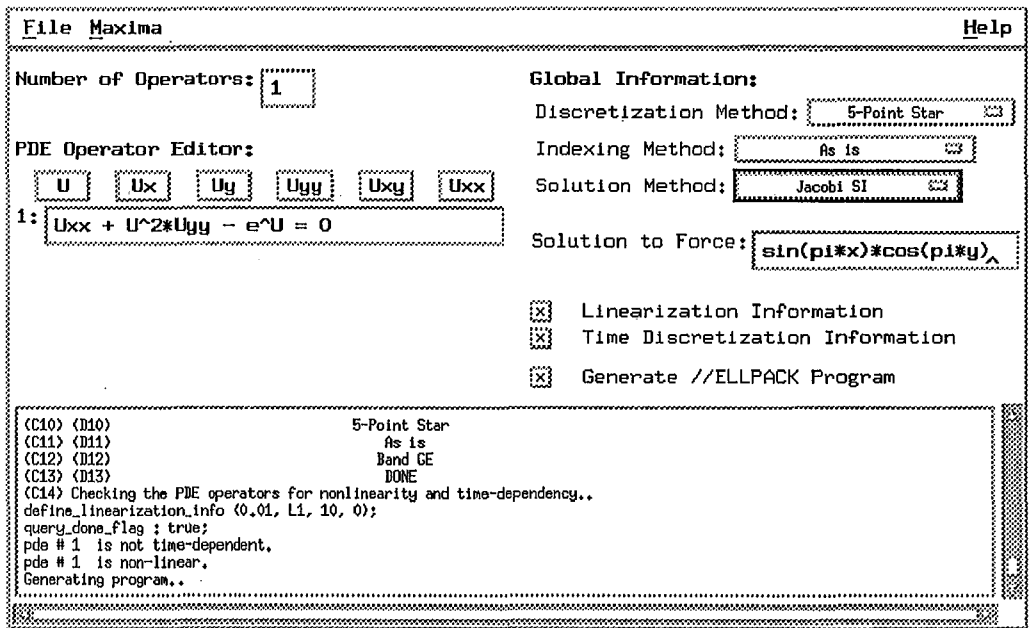 File Maxima Help
Number of Operators: 1
Global Information:
Discretization Method: 5-Point Star
PDE Operator Editor:
Indexing Method: As is
U Ux Uy Uyy Uxy Uxx
Solution Method: Jacobi SI
1: Uxx + U^2*Uyy - e^U = 0
Solution to Force: sin(pi*x)*cos(pi*y)
Linearization Information
Time Discretization Information
Generate //ELLPACK Program
(C10) (D10) 5-Point Star
(C11) (D11) As is
(C12) (D12) Band GE
(C13) (D13) DONE
(C14) Checking the PDE operators for nonlinearity and time-dependency..
define_linearization_info (0.01, L1, 10, 0);
query_done_flag : true;
pde # 1 is not time-dependent.
pde # 1 is non-linear.
Generating program..